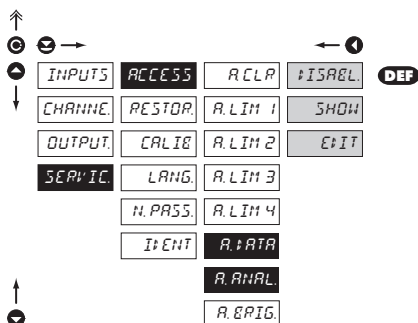 INPUTS ACCESS A.CLR DISABL. DEF
CHANNE. RESTOR. A.LIM 1 SHOW
OUTPUT. CALIB A.LIM 2 EDIT
SERVIC. LANG. A.LIM 3
N.PASS. A.LIM 4
IDENT A.DATA
A.ANAL.
A.BRIG.